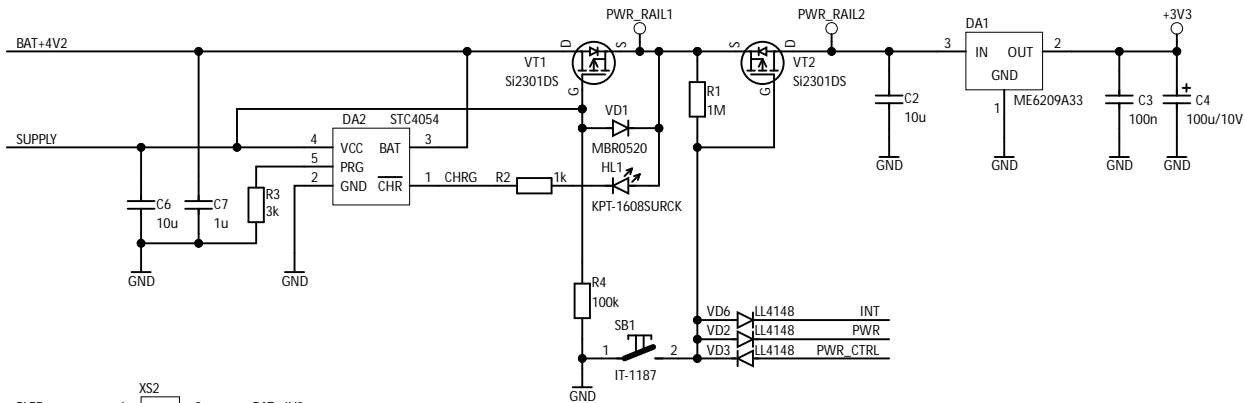 PWR_RAIL1
PWR_RAIL2
DA1
+3V3
BAT+4V2
D
S
S
D
3
IN
OUT
2
VT1
Si2301DS
G
VT2
Si2301DS
G
GND
1
ME6209A33
R1
1M
C2
10u
C3
100n
C4
100u/10V
+
GND
GND
GND
GND
DA2
STC4054
VD1
MBR0520
SUPPLY
4
VCC
BAT
3
5
PRG
2
GND
CHR
1
CHRG
R2
1k
HL1
KPT-1608SURCK
C6
10u
C7
1u
R3
3k
GND
GND
R4
100k
SB1
1
2
IT-1187
GND
VD6
LL4148
INT
VD2
LL4148
PWR
VD3
LL4148
PWR_CTRL
XS2